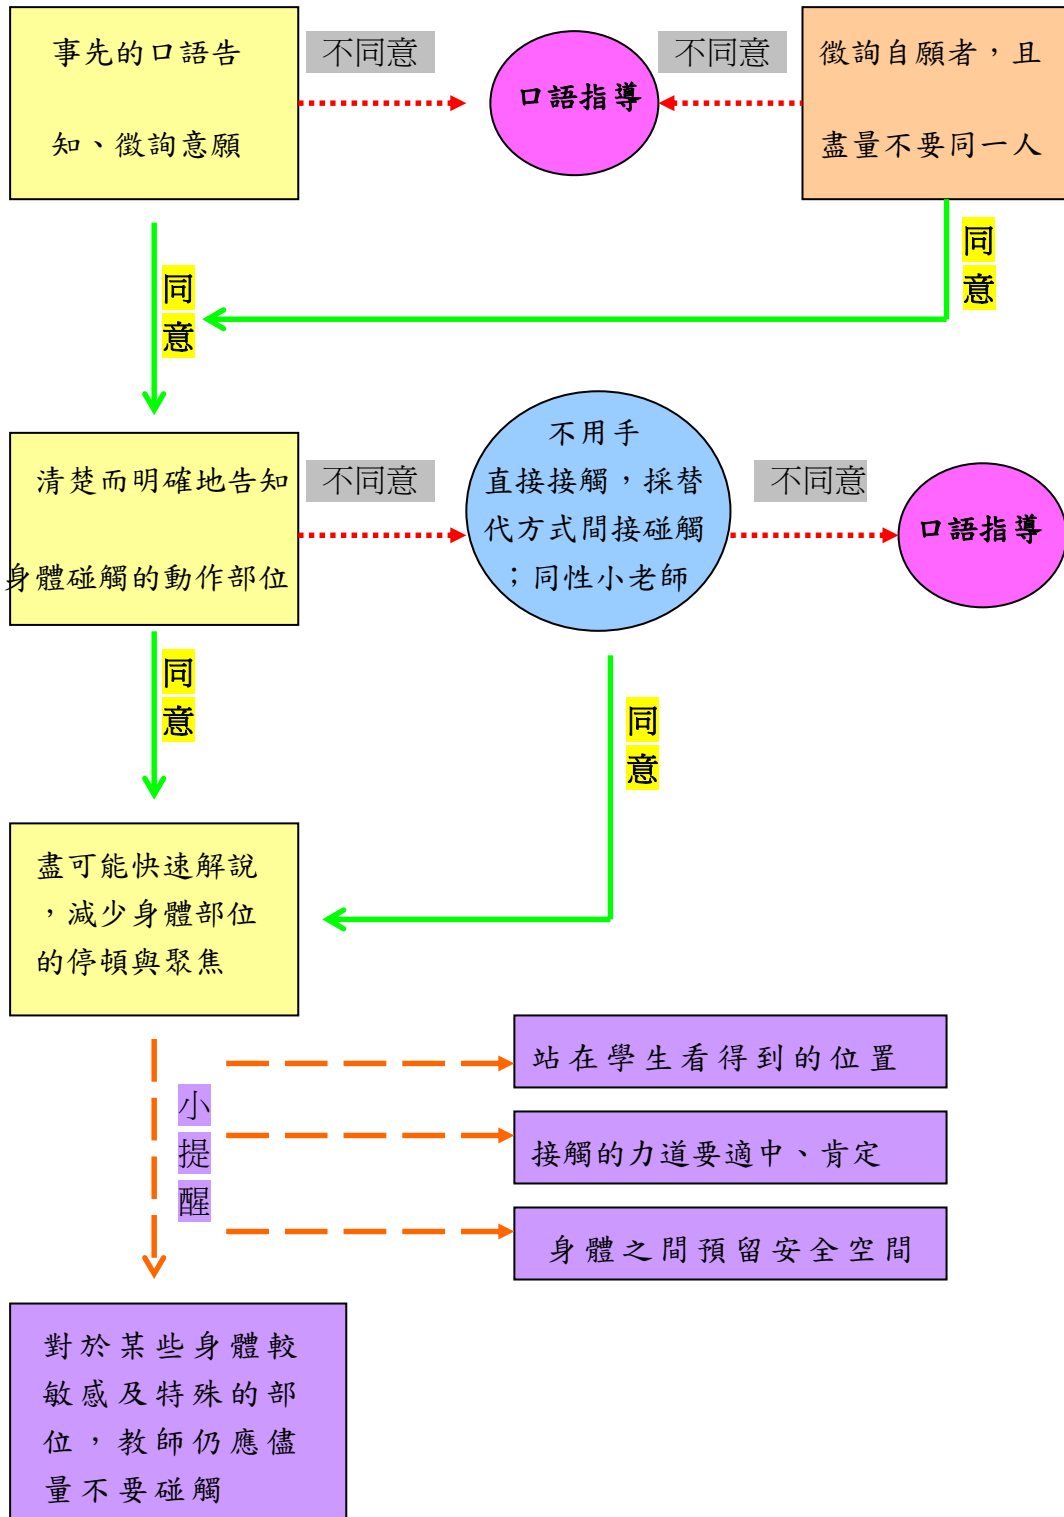 事先的口語告
知、徵詢意願
不同意
口語指導
不同意
徵詢自願者，且
盡量不要同一人
同
意
同
意
清楚而明確地告知
身體碰觸的動作部位
不同意
不用手
直接接觸，採替
代方式間接碰觸
；同性小老師
不同意
口語指導
同
意
同
意
盡可能快速解說
，減少身體部位
的停頓與聚焦
小
提
醒
站在學生看得到的位置
接觸的力道要適中、肯定
身體之間預留安全空間
對於某些身體較
敏感及特殊的部
位，教師仍應儘
量不要碰觸